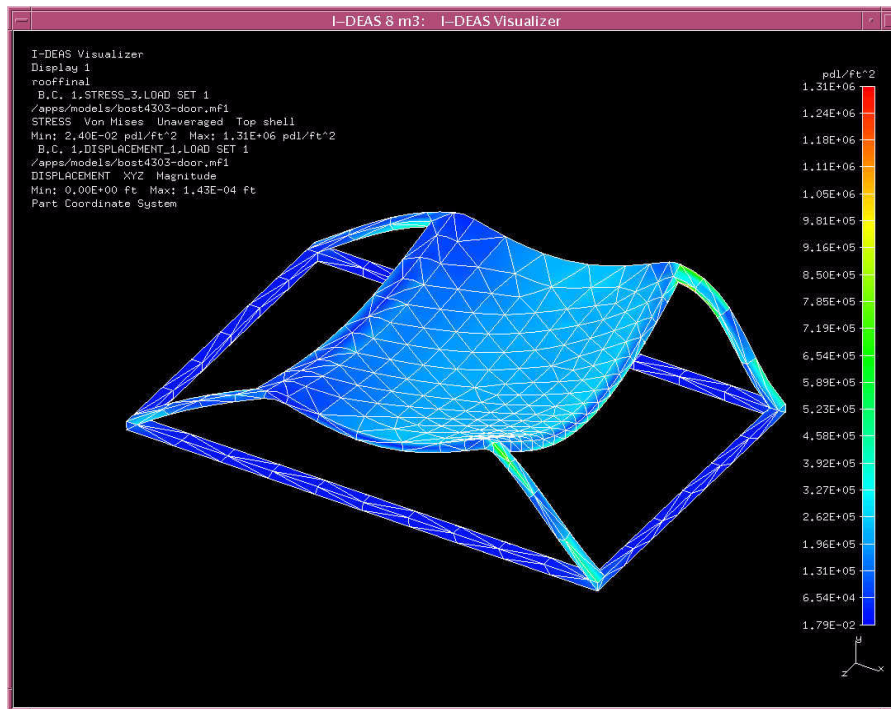 I-DEAS 8 m3: I-DEAS Visualizer
I-DEAS Visualizer
Display 1
rooffinal
B.C. 1,STRESS_3,LOAD SET 1
/apps/models/bost4303-door.mf1
STRESS Von Mises Unaveraged Top shell
Min: 2.40E-02 pdl/ft^2 Max: 1.31E+06 pdl/ft^2
B.C. 1,DISPLACEMENT_1,LOAD SET 1
/apps/models/bost4303-door.mf1
DISPLACEMENT XYZ Magnitude
Min: 0.00E+00 ft Max: 1.43E-04 ft
Part Coordinate System
pdl/ft^2
1.31E+06
1.24E+06
1.18E+06
1.11E+06
1.05E+06
9.81E+05
9.16E+05
8.50E+05
7.85E+05
7.19E+05
6.54E+05
5.89E+05
5.23E+05
4.58E+05
3.92E+05
3.27E+05
2.62E+05
1.96E+05
1.31E+05
6.54E+04
1.79E-02
y
z
x